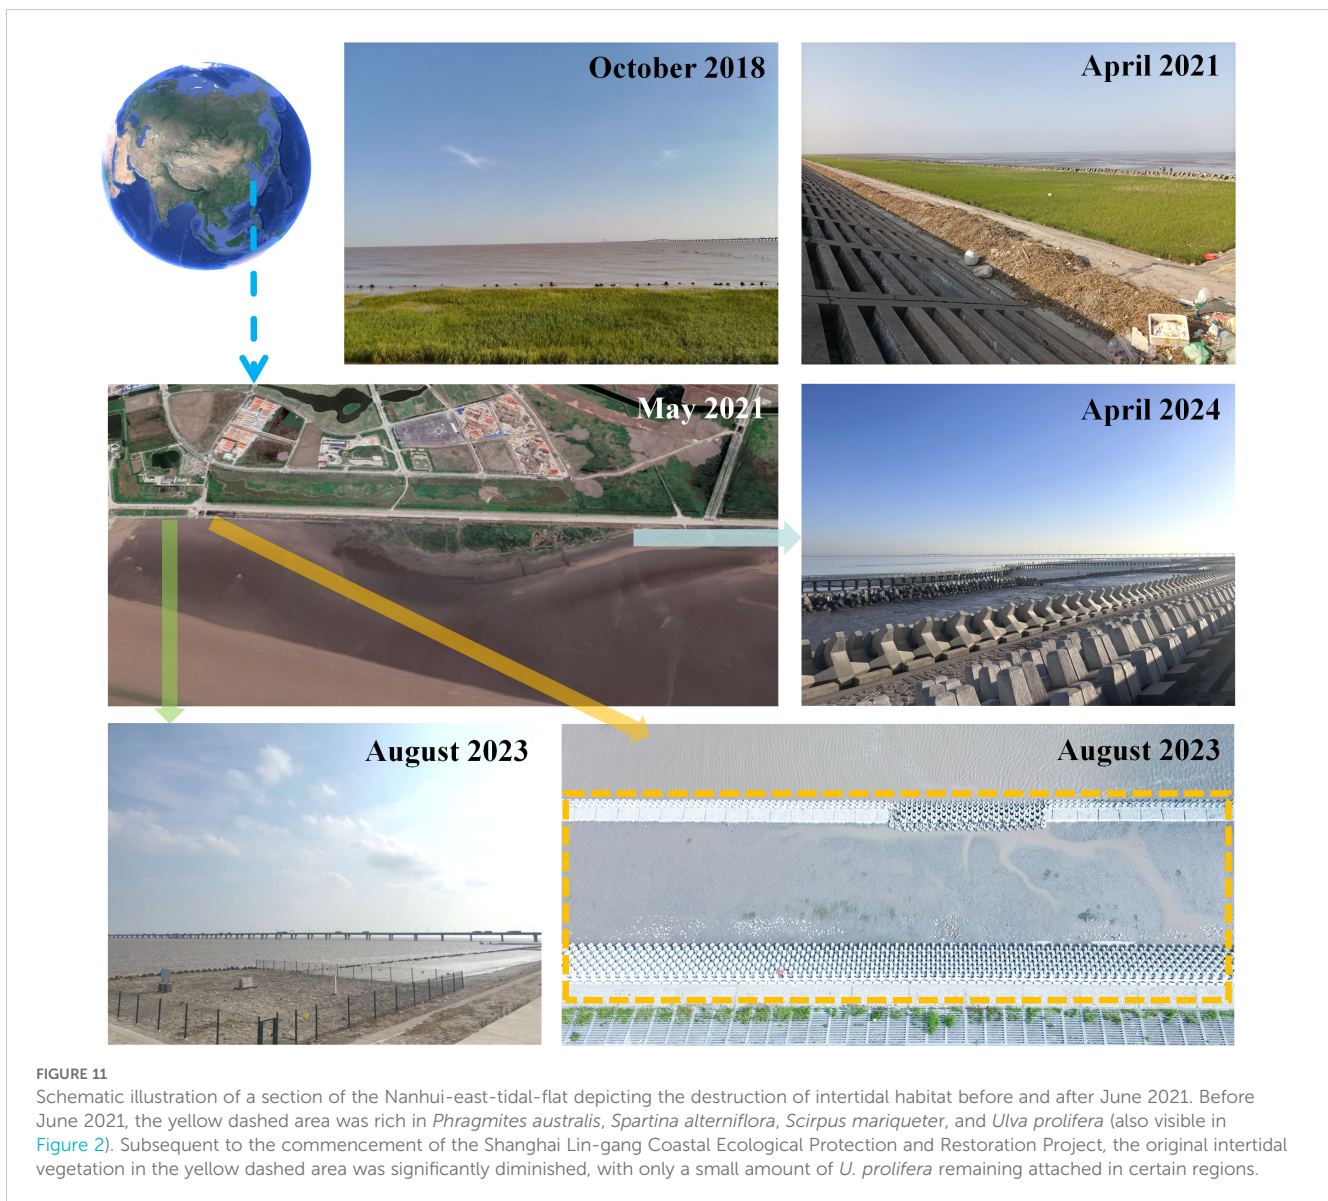 October 2018
April 2021
May 2021
April 2024
August 2023
August 2023
FIGURE 11
Schematic illustration of a section of the Nanhui-east-tidal-flat depicting the destruction of intertidal habitat before and after June 2021. Before
June 2021, the yellow dashed area was rich in Phragmites australis, Spartina alterniflora, Scirpus mariqueter, and Ulva prolifera (also visible in
Figure 2). Subsequent to the commencement of the Shanghai Lin-gang Coastal Ecological Protection and Restoration Project, the original intertidal
vegetation in the yellow dashed area was significantly diminished, with only a small amount of U. prolifera remaining attached in certain regions.